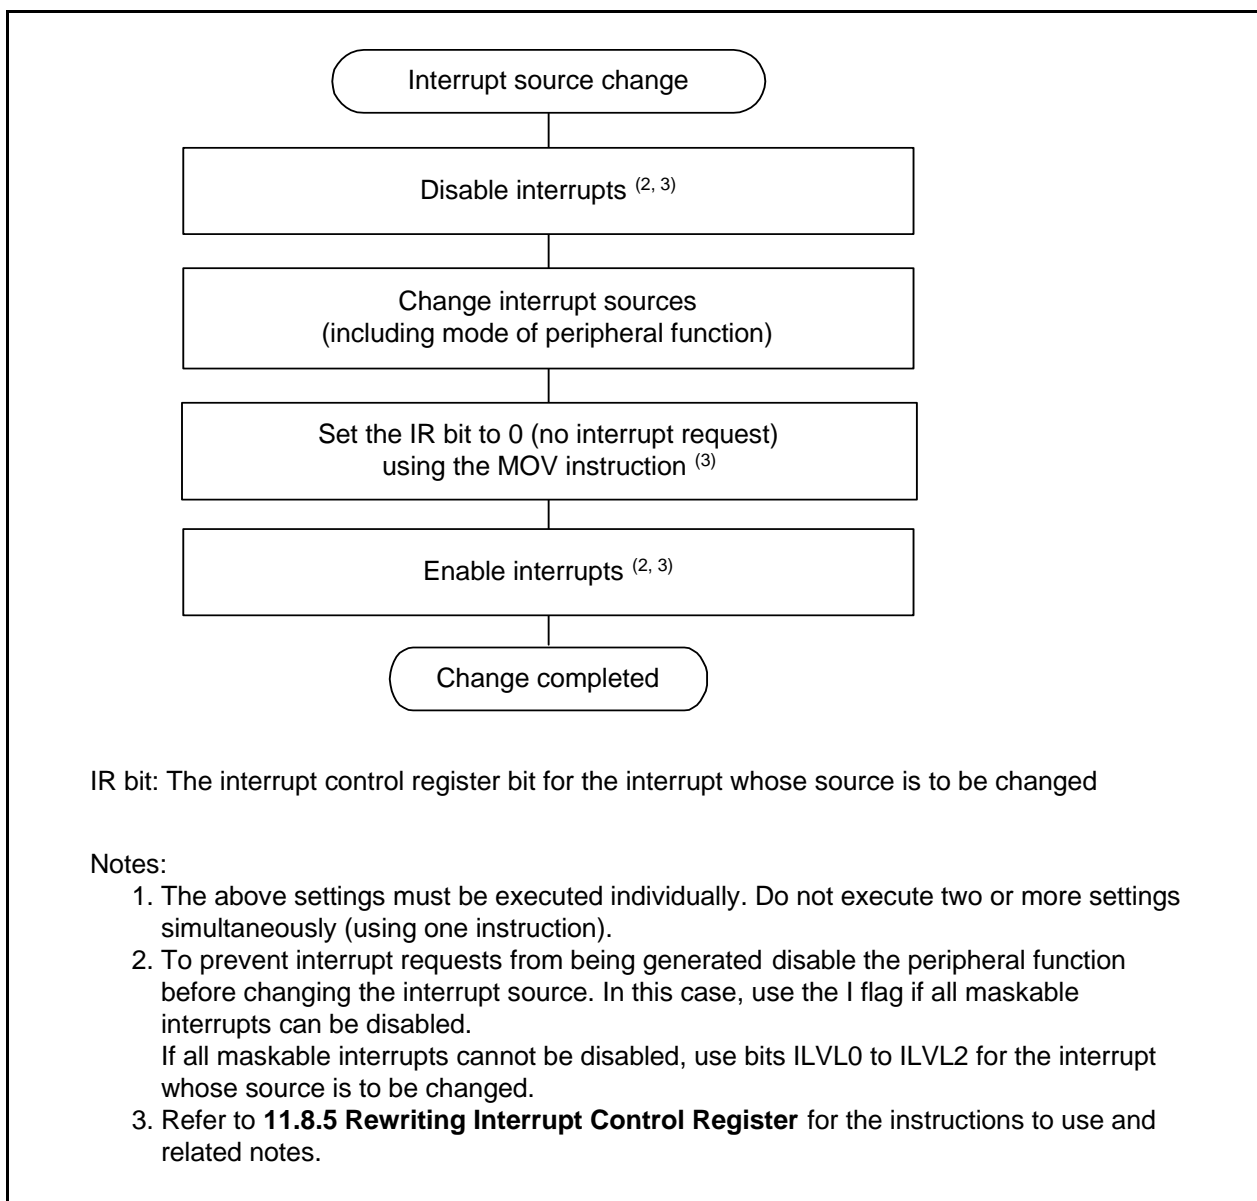 Interrupt source change
Disable interrupts (2, 3)
Change interrupt sources
(including mode of peripheral function)
Set the IR bit to 0 (no interrupt request)
using the MOV instruction (3)
Enable interrupts (2, 3)
Change completed
IR bit: The interrupt control register bit for the interrupt whose source is to be changed
Notes:
1. The above settings must be executed individually. Do not execute two or more settings
simultaneously (using one instruction).
2. To prevent interrupt requests from being generated disable the peripheral function
before changing the interrupt source. In this case, use the I flag if all maskable
interrupts can be disabled.
If all maskable interrupts cannot be disabled, use bits ILVL0 to ILVL2 for the interrupt
whose source is to be changed.
3. Refer to 11.8.5 Rewriting Interrupt Control Register for the instructions to use and
related notes.